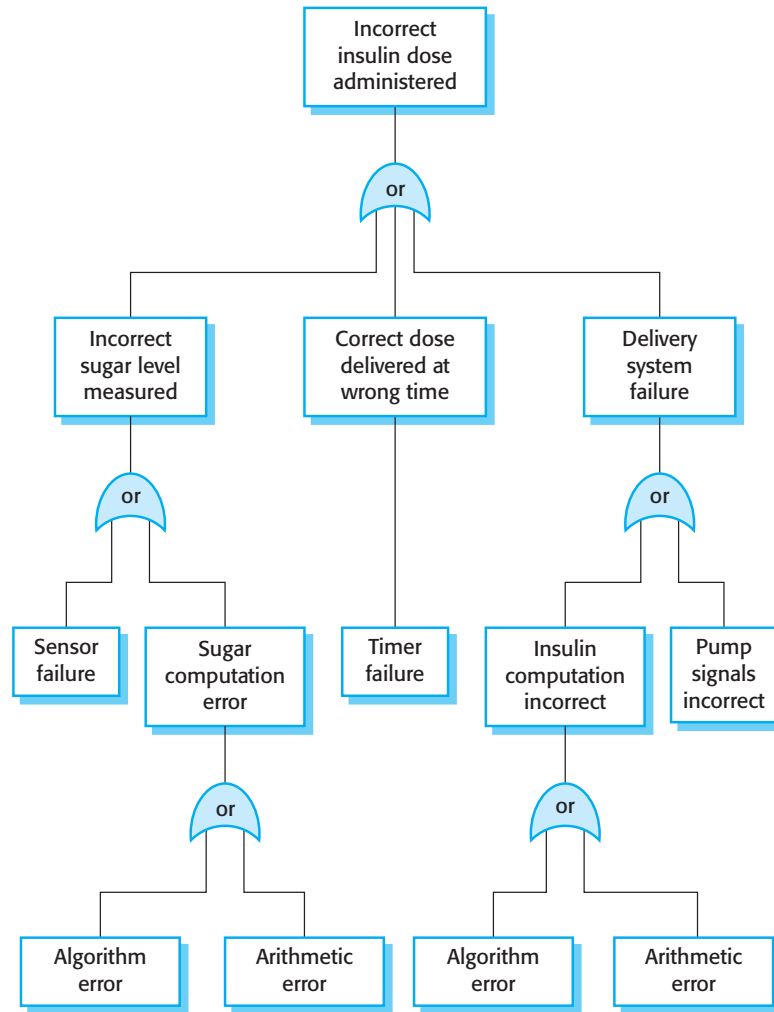 Incorrect
insulin dose
administered
or
Incorrect
sugar level
measured
Correct dose
delivered at
wrong time
Delivery
system
failure
or
or
Sensor
failure
Sugar
computation
error
Timer
failure
Insulin
computation
incorrect
Pump
signals
incorrect
or
or
Algorithm
error
Arithmetic
error
Algorithm
error
Arithmetic
error